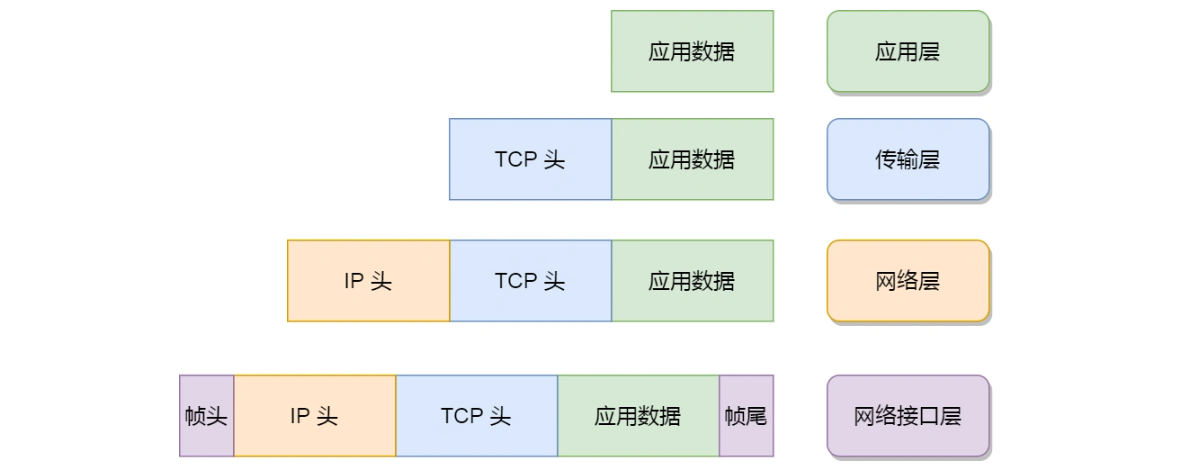 应用数据 应用层
TCP 头 应用数据 传输层
IP 头 TCP 头 应用数据 网络层
帧头 IP 头 TCP 头 应用数据 帧尾 网络接口层